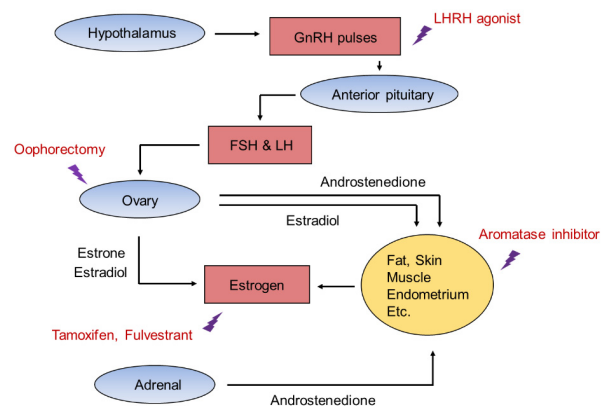 LHRH agonist
Hypothalamus
GnRH pulses
Anterior pituitary
FSH & LH
Oophorectomy
Androstenedione
Ovary
Estradiol
Aromatase inhibitor
Estrone
Estradiol
Fat, Skin
Muscle
Endometrium
Etc.
Estrogen
Tamoxifen, Fulvestrant
Adrenal
Androstenedione